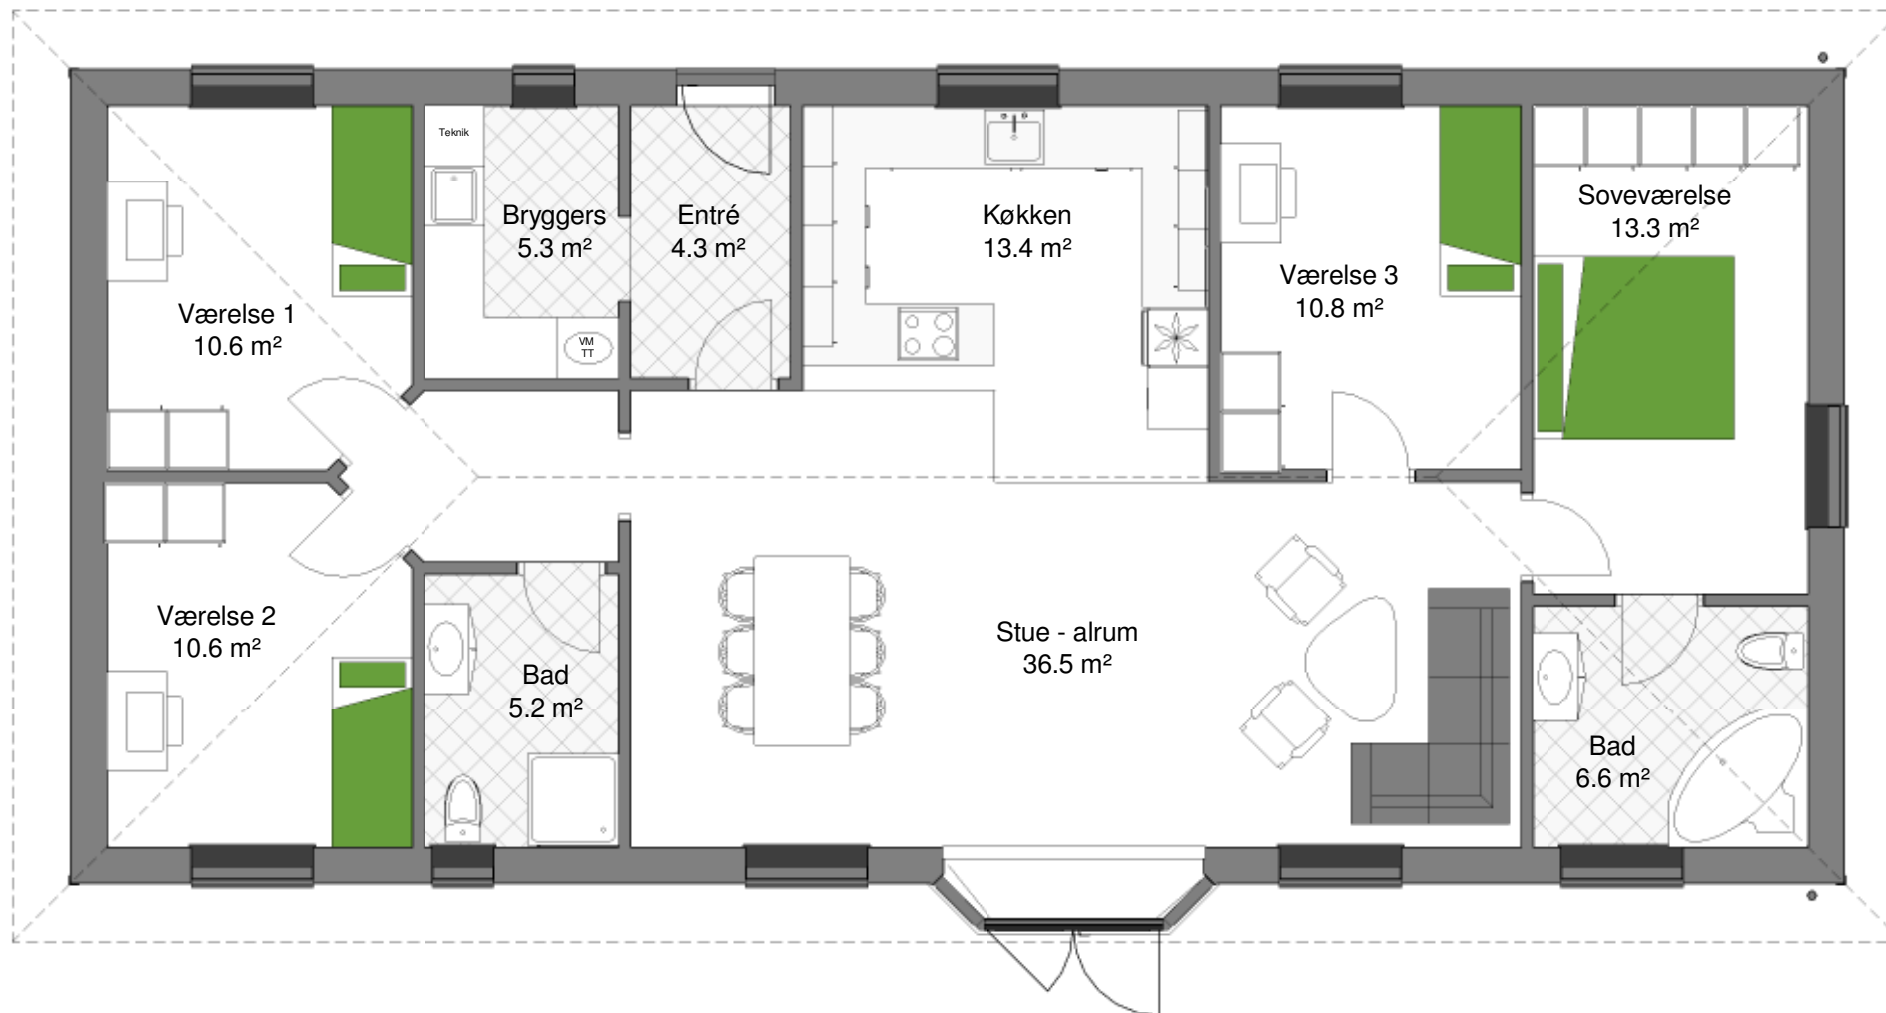 Teknik
Bryggers
5.3 m²
Entré
4.3 m²
Køkken
13.4 m²
Soveværelse
13.3 m²
Værelse 3
10.8 m²
Værelse 1
10.6 m²
VM
TT
Værelse 2
10.6 m²
Bad
5.2 m²
Stue - alrum
36.5 m²
Bad
6.6 m²